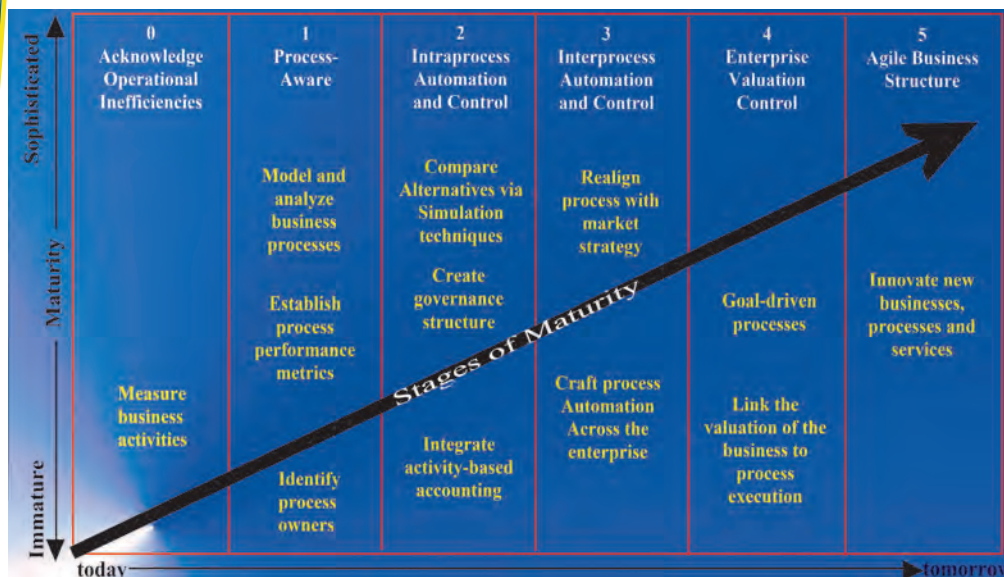 Sophisticated
Maturity
Immature
0
Acknowledge
Operational
Inefficiencies
Measure
business
activities
1
Process-
Aware
Model and
analyze
business
processes
Establish
process
performance
metrics
Identify
process
owners
2
Intraprocess
Automation
and Control
Compare
Alternatives via
Simulation
techniques
Create
governance
structure
Integrate
activity-based
accounting
3
Interprocess
Automation
and Control
Realign
process with
market
strategy
Craft process
Automation
Across the
enterprise
4
Enterprise
Valuation
Control
Goal-driven
processes
Link the
valuation of the
business to
process
execution
5
Agile Business
Structure
Innovate new
businesses,
processes and
services
Stages of Maturity
today
tomorrow